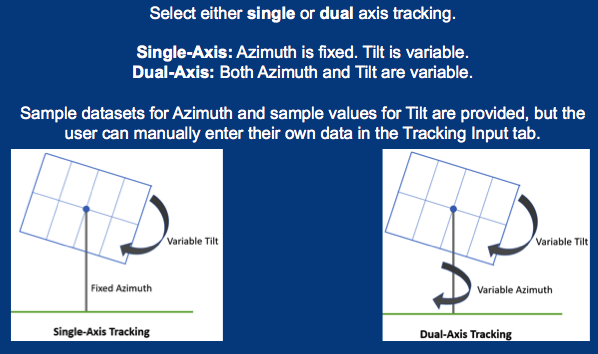 Select either single or dual axis tracking.
Single-Axis: Azimuth is fixed. Tilt is variable.
Dual-Axis: Both Azimuth and Tilt are variable.
Sample datasets for Azimuth and sample values for Tilt are provided, but the
user can manually enter their own data in the Tracking Input tab.
Variable Tilt
Fixed Azimuth
Single-Axis Tracking
Variable Tilt
Variable Azimuth
Dual-Axis Tracking